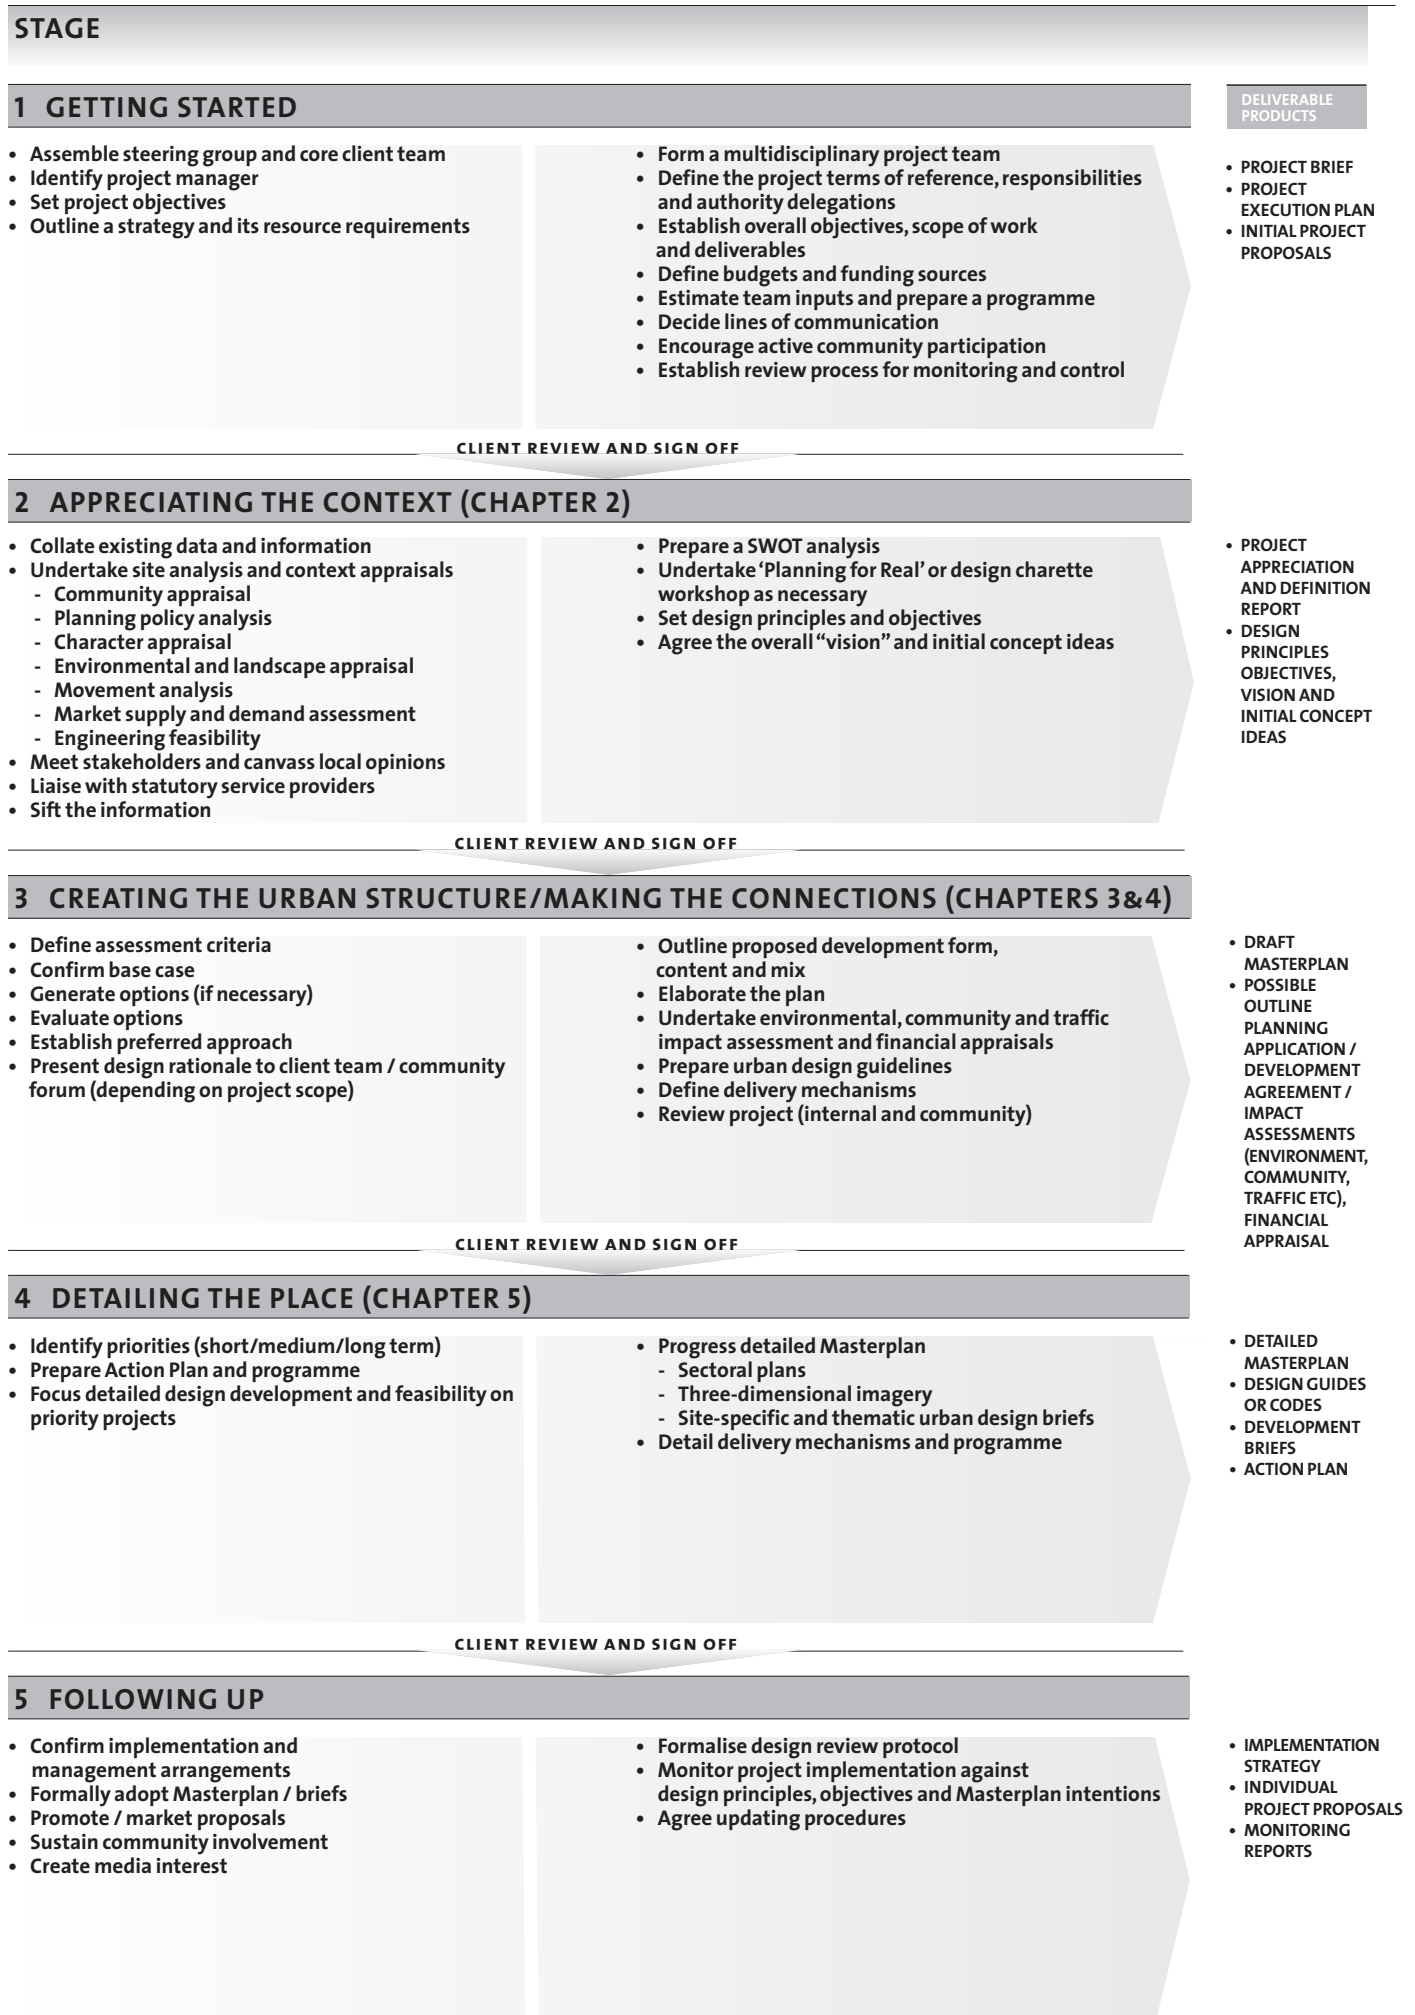 STAGE
1 GETTING STARTED
DELIVERABLE
PRODUCTS
• Assemble steering group and core client team
• Identify project manager
• Set project objectives
• Outline a strategy and its resource requirements
• Form a multidisciplinary project team
• Define the project terms of reference, responsibilities
and authority delegations
• Establish overall objectives, scope of work
and deliverables
• Define budgets and funding sources
• Estimate team inputs and prepare a programme
• Decide lines of communication
• Encourage active community participation
• Establish review process for monitoring and control
• PROJECT BRIEF
• PROJECT
EXECUTION PLAN
• INITIAL PROJECT
PROPOSALS
CLIENT REVIEW AND SIGN OFF
2 APPRECIATING THE CONTEXT (CHAPTER 2)
• Collate existing data and information
• Undertake site analysis and context appraisals
- Community appraisal
- Planning policy analysis
- Character appraisal
- Environmental and landscape appraisal
- Movement analysis
- Market supply and demand assessment
- Engineering feasibility
• Meet stakeholders and canvass local opinions
• Liaise with statutory service providers
• Sift the information
• Prepare a SWOT analysis
• Undertake ‘Planning for Real’ or design charette
workshop as necessary
• Set design principles and objectives
• Agree the overall “vision” and initial concept ideas
• PROJECT
APPRECIATION
AND DEFINITION
REPORT
• DESIGN
PRINCIPLES
OBJECTIVES,
VISION AND
INITIAL CONCEPT
IDEAS
CLIENT REVIEW AND SIGN OFF
3 CREATING THE URBAN STRUCTURE/MAKING THE CONNECTIONS (CHAPTERS 3&4)
• Define assessment criteria
• Confirm base case
• Generate options (if necessary)
• Evaluate options
• Establish preferred approach
• Present design rationale to client team / community
forum (depending on project scope)
• Outline proposed development form,
content and mix
• Elaborate the plan
• Undertake environmental, community and traffic
impact assessment and financial appraisals
• Prepare urban design guidelines
• Define delivery mechanisms
• Review project (internal and community)
• DRAFT
MASTERPLAN
• POSSIBLE
OUTLINE
PLANNING
APPLICATION /
DEVELOPMENT
AGREEMENT /
IMPACT
ASSESSMENTS
(ENVIRONMENT,
COMMUNITY,
TRAFFIC ETC),
FINANCIAL
APPRAISAL
CLIENT REVIEW AND SIGN OFF
4 DETAILING THE PLACE (CHAPTER 5)
• Identify priorities (short/medium/long term)
• Prepare Action Plan and programme
• Focus detailed design development and feasibility on
priority projects
• Progress detailed Masterplan
- Sectoral plans
- Three-dimensional imagery
- Site-specific and thematic urban design briefs
• Detail delivery mechanisms and programme
• DETAILED
MASTERPLAN
• DESIGN GUIDES
OR CODES
• DEVELOPMENT
BRIEFS
• ACTION PLAN
CLIENT REVIEW AND SIGN OFF
5 FOLLOWING UP
• Confirm implementation and
management arrangements
• Formally adopt Masterplan / briefs
• Promote / market proposals
• Sustain community involvement
• Create media interest
• Formalise design review protocol
• Monitor project implementation against
design principles, objectives and Masterplan intentions
• Agree updating procedures
• IMPLEMENTATION
STRATEGY
• INDIVIDUAL
PROJECT PROPOSALS
• MONITORING
REPORTS